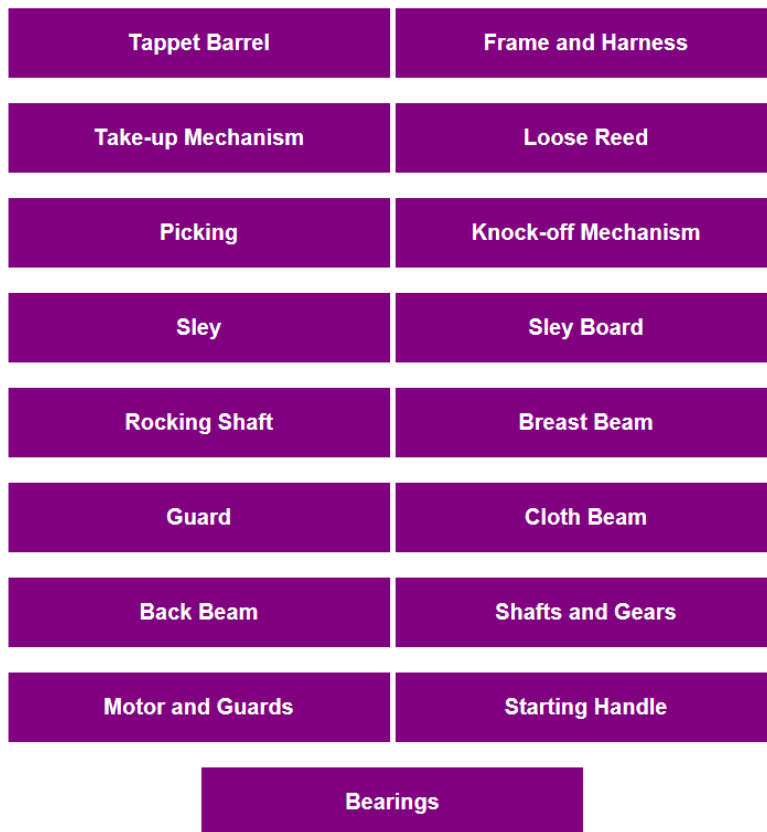 Tappet Barrel
Frame and Harness
Take-up Mechanism
Loose Reed
Picking
Knock-off Mechanism
Sley
Sley Board
Rocking Shaft
Breast Beam
Guard
Cloth Beam
Back Beam
Shafts and Gears
Motor and Guards
Starting Handle
Bearings